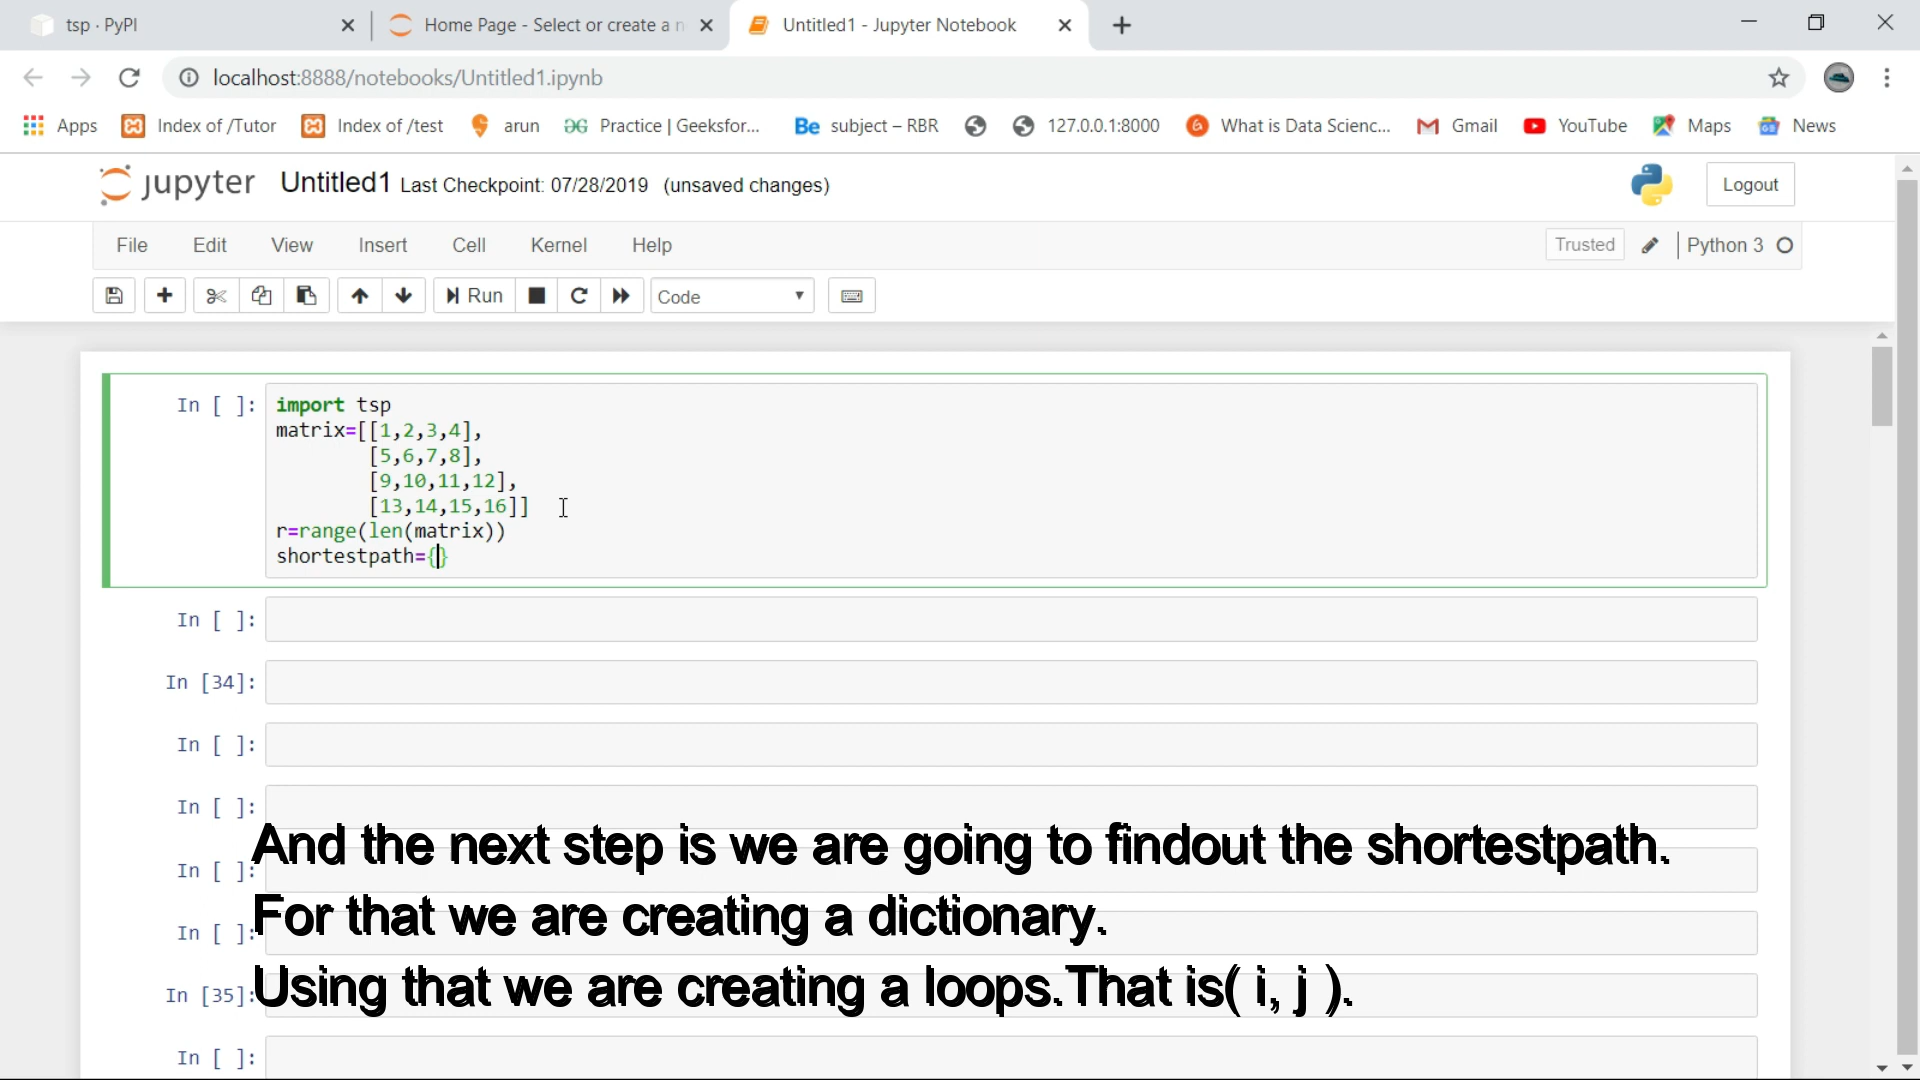 tsp · PyPI
Home Page - Select or create a n
Untitled1 - Jupyter Notebook
localhost:8888/notebooks/Untitled1.ipynb
Apps
Index of /Tutor
Index of /test
arun
Practice | Geeksfor...
Be subject – RBR
127.0.0.1:8000
What is Data Scienc...
Gmail
YouTube
Maps
News
jupyter Untitled1 Last Checkpoint: 07/28/2019 (unsaved changes)
Logout
File Edit View Insert Cell Kernel Help
Trusted
Python 3
Run
Code
In [ ]: import tsp
matrix=[[1,2,3,4],
[5,6,7,8],
[9,10,11,12],
[13,14,15,16]]
r=range(len(matrix))
shortestpath={}
In [ ]:
In [34]:
In [ ]:
In [ ]:
And the next step is we are going to findout the shortestpath.
In [ ]:
For that we are creating a dictionary.
In [ ]:
Using that we are creating a loops.That is( i, j ).
In [35]:
In [ ]: